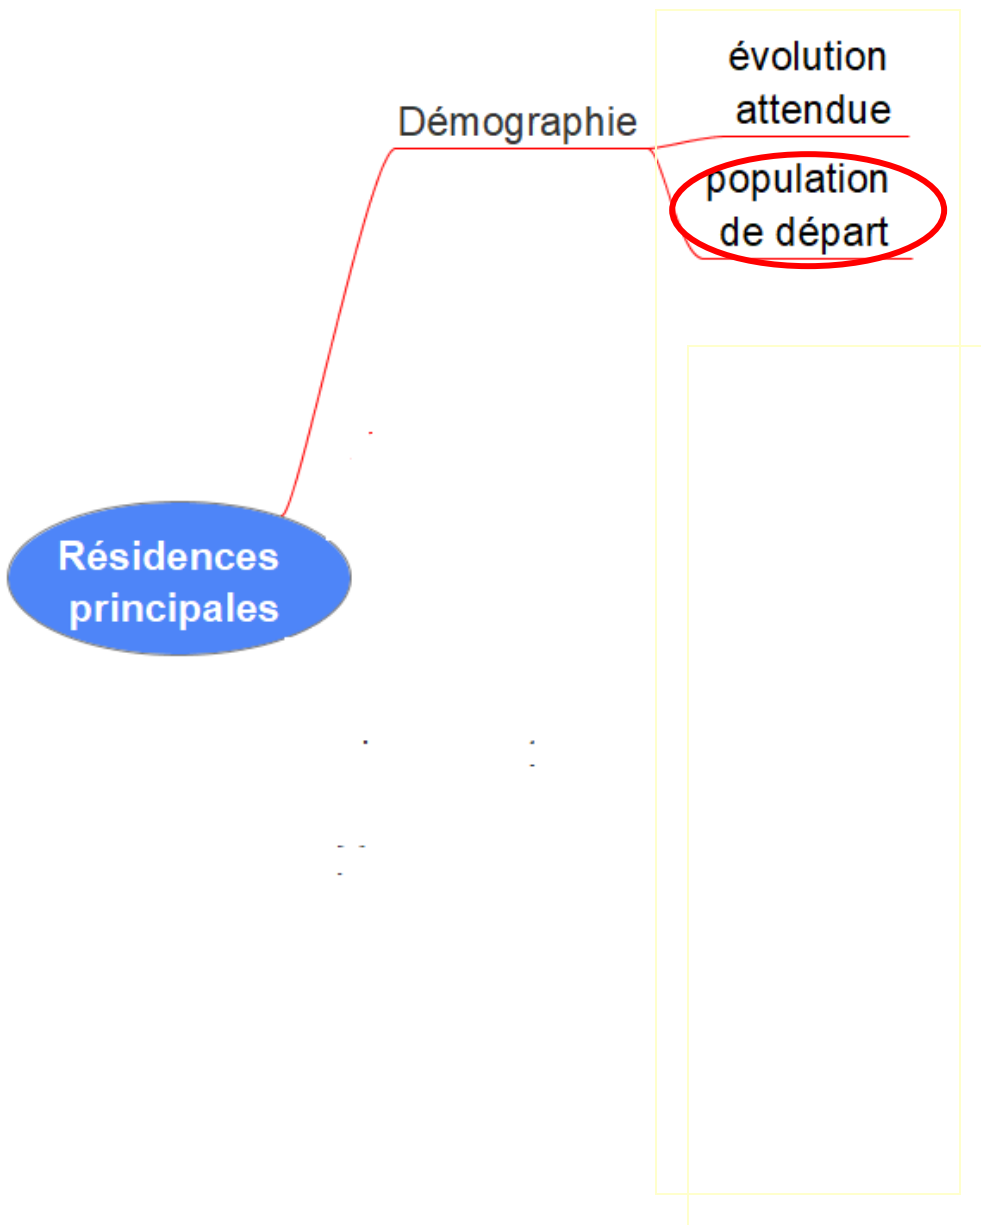 évolution
attendue
Démographie
population
de départ
Résidences
principales